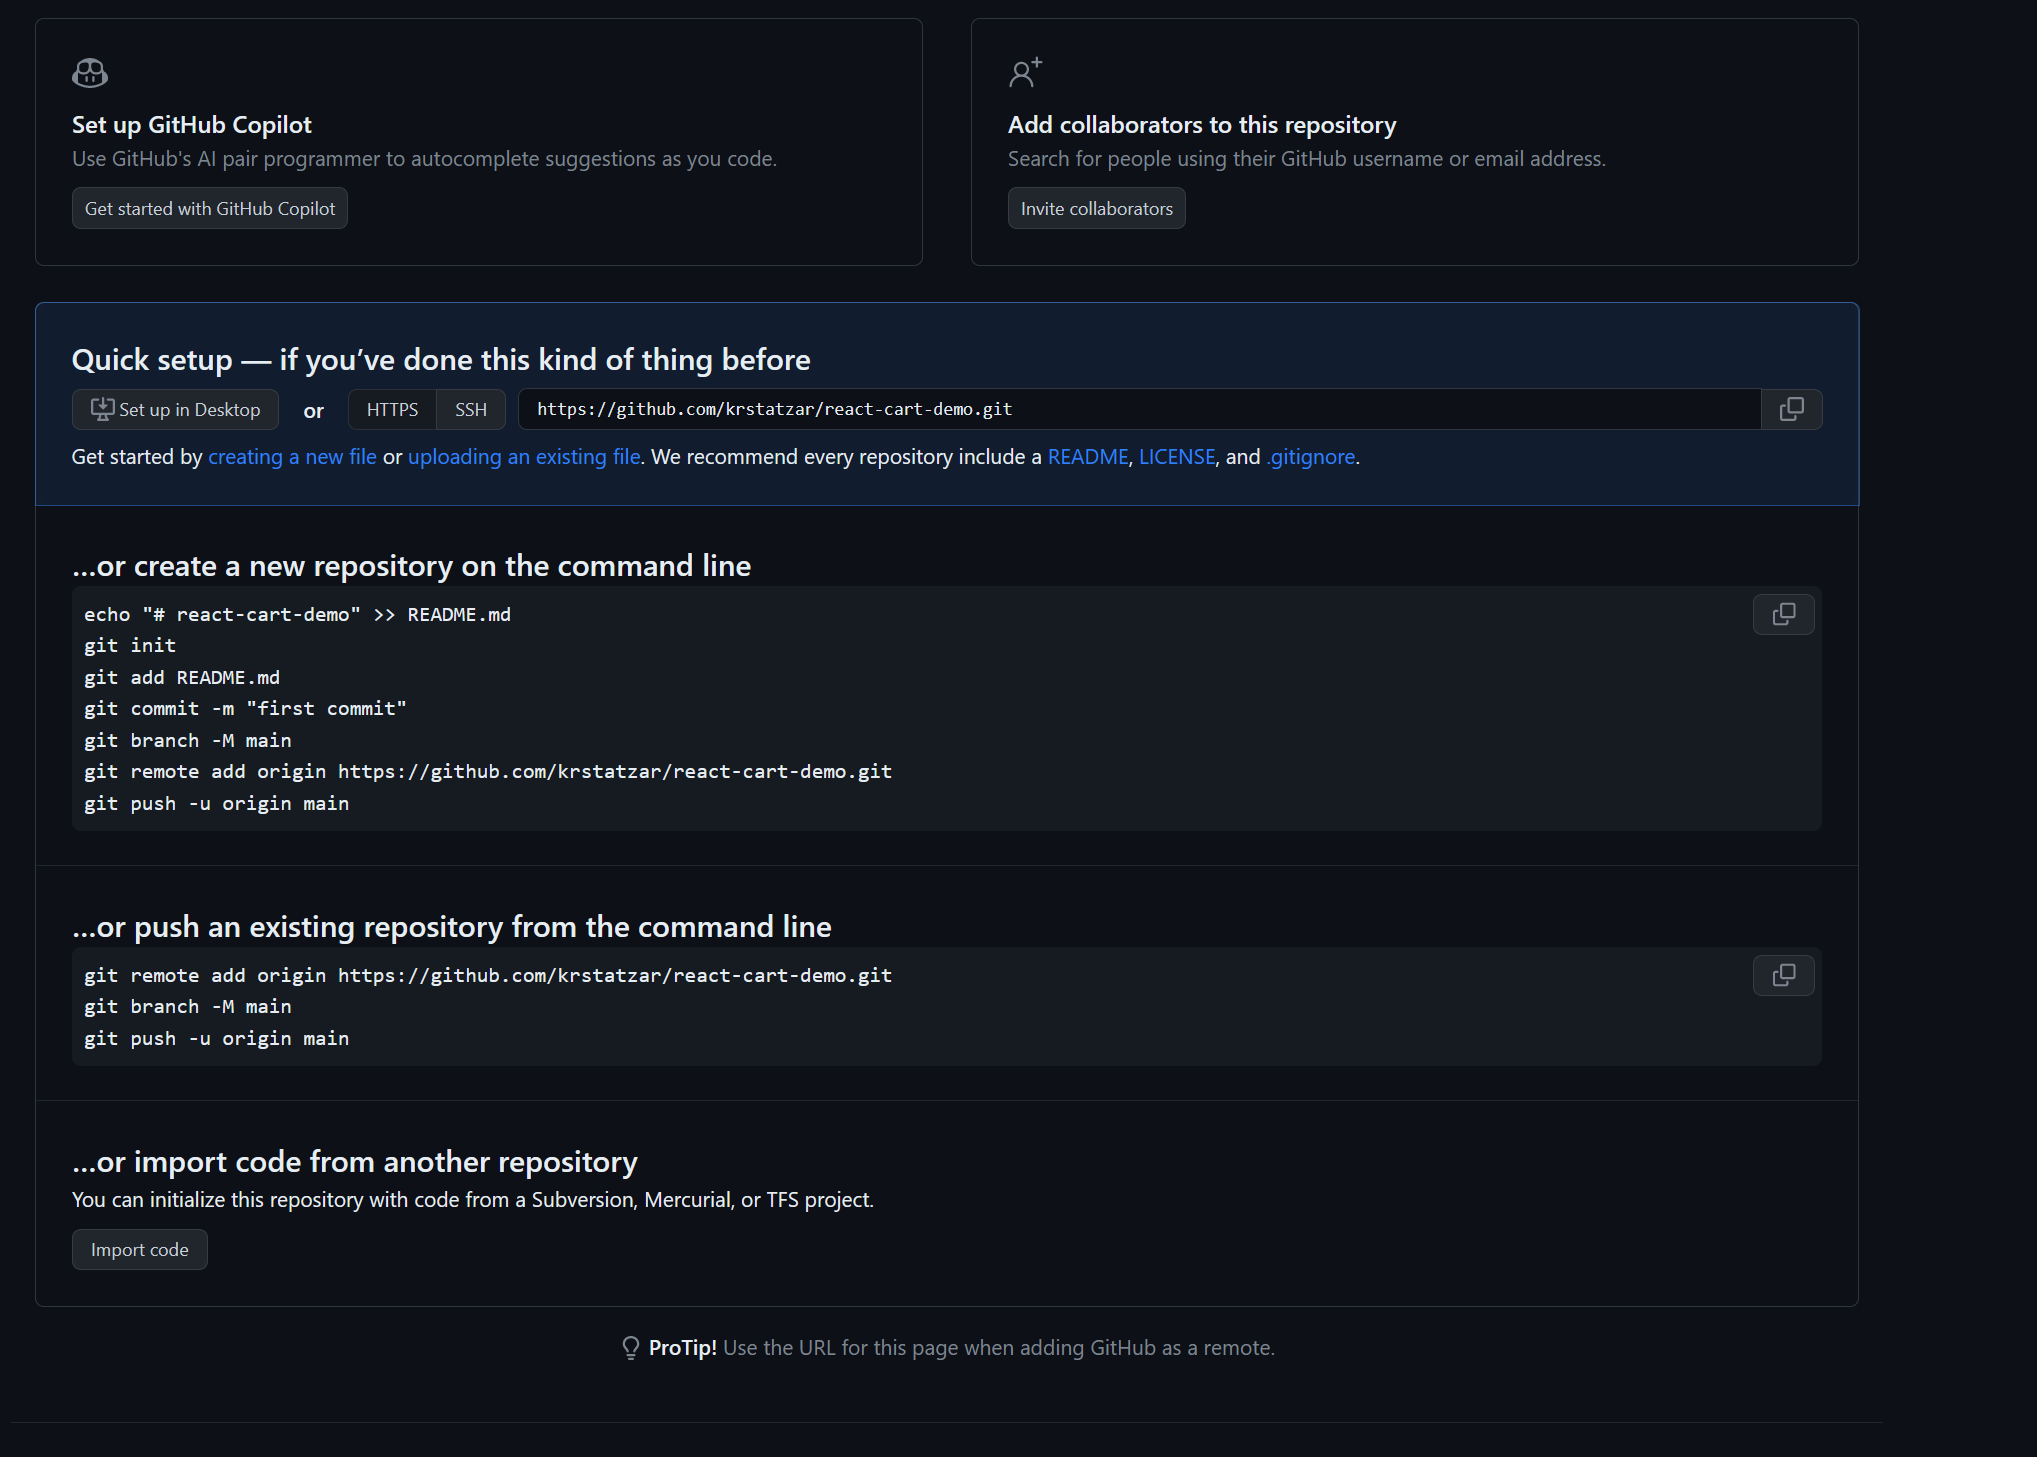 Set up GitHub Copilot
Use GitHub's AI pair programmer to autocomplete suggestions as you code.
Get started with GitHub Copilot
Add collaborators to this repository
Search for people using their GitHub username or email address.
Invite collaborators
Quick setup — if you’ve done this kind of thing before
Set up in Desktop or HTTPS SSH https://github.com/krstatzar/react-cart-demo.git
Get started by creating a new file or uploading an existing file. We recommend every repository include a README, LICENSE, and .gitignore.
…or create a new repository on the command line
echo "# react-cart-demo" >> README.md
git init
git add README.md
git commit -m "first commit"
git branch -M main
git remote add origin https://github.com/krstatzar/react-cart-demo.git
git push -u origin main
…or push an existing repository from the command line
git remote add origin https://github.com/krstatzar/react-cart-demo.git
git branch -M main
git push -u origin main
…or import code from another repository
You can initialize this repository with code from a Subversion, Mercurial, or TFS project.
Import code
ProTip! Use the URL for this page when adding GitHub as a remote.